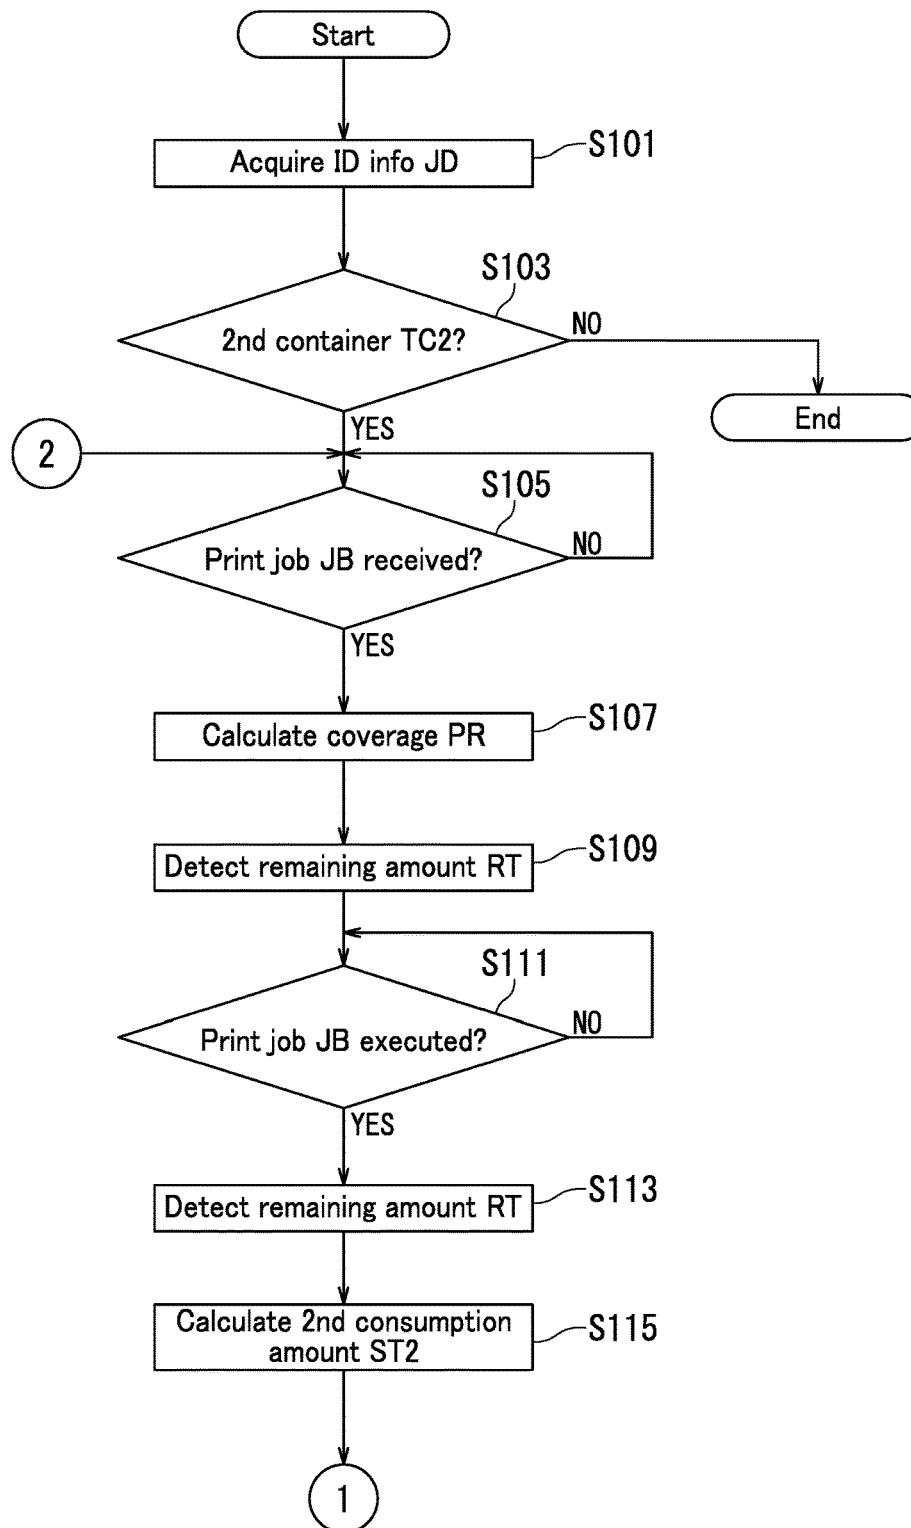 Start
S101
Acquire ID info JD
S103
2nd container TC2?
NO
End
YES
2
S105
Print job JB received?
NO
YES
S107
Calculate coverage PR
S109
Detect remaining amount RT
S111
Print job JB executed?
NO
YES
S113
Detect remaining amount RT
S115
Calculate 2nd consumption
amount ST2
1